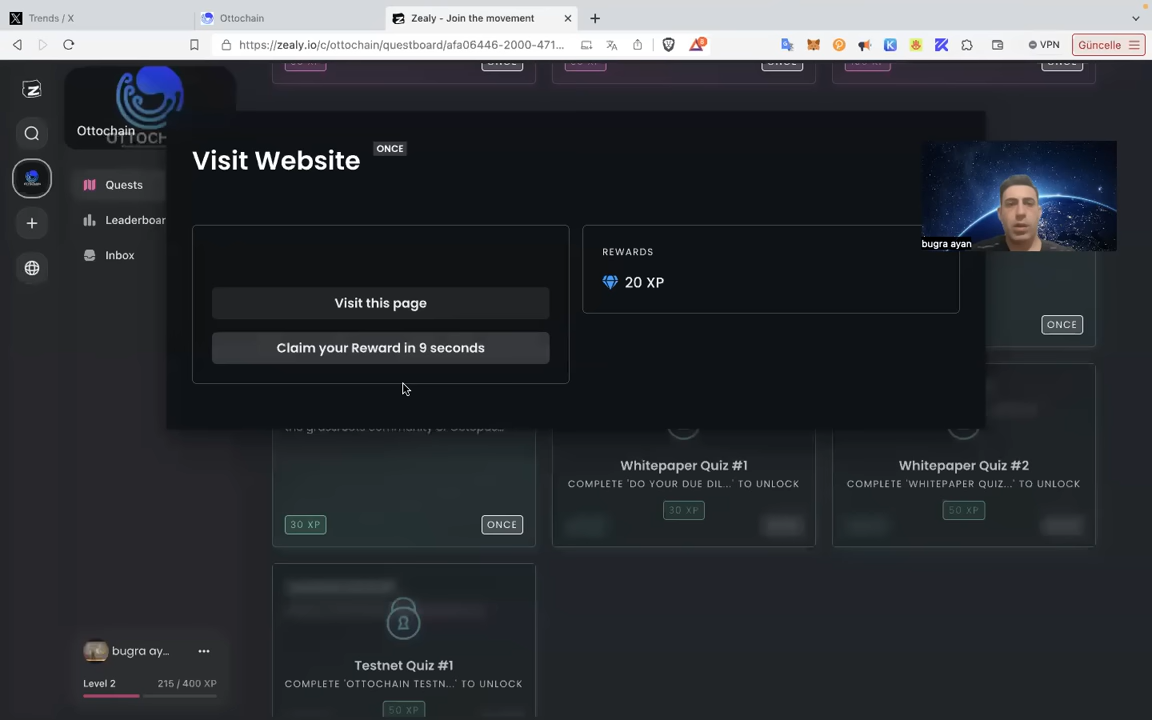 Trends / X
Ottochain
Zealy - Join the movement
https://zealy.io/c/ottochain/questboard/afa06446-2000-471...
VPN
Güncelle
ONCE
ONCE
Ottochain
Visit Website
ONCE
Quests
Leaderboar
Inbox
REWARDS
20 XP
bugra ayan
Visit this page
Claim your Reward in 9 seconds
ONCE
Whitepaper Quiz #1
COMPLETE 'DO YOUR DUE DIL...' TO UNLOCK
30 XP
Whitepaper Quiz #2
COMPLETE 'WHITEPAPER QUIZ...' TO UNLOCK
50 XP
30 XP
ONCE
Testnet Quiz #1
COMPLETE 'OTTOCHAIN TESTN...' TO UNLOCK
50 XP
bugra ay...
Level 2
215 / 400 XP